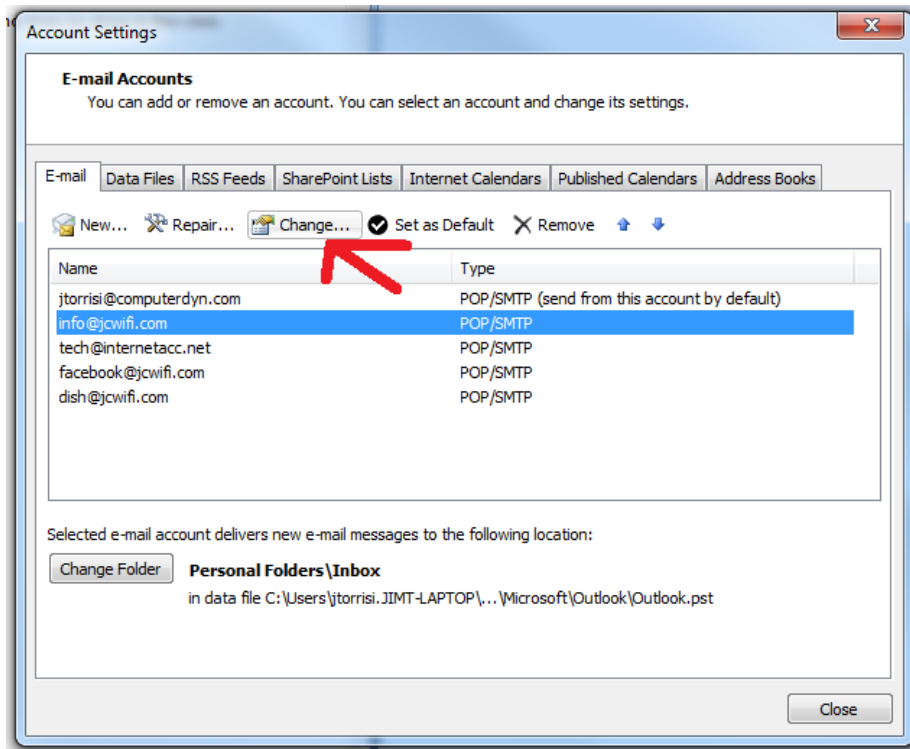 Account Settings
E-mail Accounts
You can add or remove an account. You can select an account and change its settings.
E-mail Data Files RSS Feeds SharePoint Lists Internet Calendars Published Calendars Address Books
New... Repair... Change... Set as Default Remove
Name Type
jtorrisi@computerdyn.com POP/SMTP (send from this account by default)
info@jcwifi.com POP/SMTP
tech@internetacc.net POP/SMTP
facebook@jcwifi.com POP/SMTP
dish@jcwifi.com POP/SMTP
Selected e-mail account delivers new e-mail messages to the following location:
Change Folder Personal Folders\Inbox
in data file C:\Users\jtorrisi.JIMT-LAPTOP\...\Microsoft\Outlook\Outlook.pst
Close